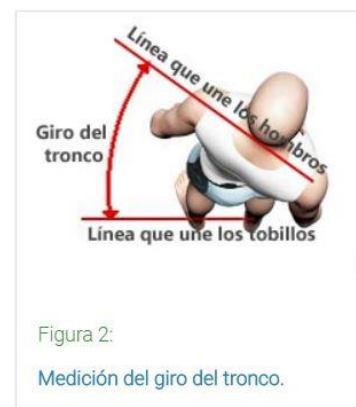 Línea que une los hombros
Giro del
tronco
Línea que une los tobillos
Figura 2:
Medición del giro del tronco.